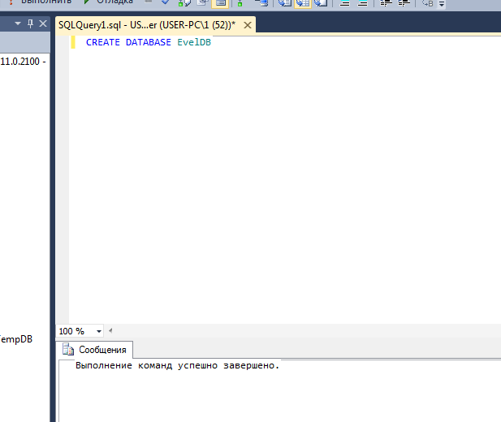 Выполнить Отладка
SQLQuery1.sql - US...er (USER-PC\1 (52))*
11.0.2100 -
CREATE DATABASE EvelDB
TempDB
100 %
Сообщения
Выполнение команд успешно завершено.